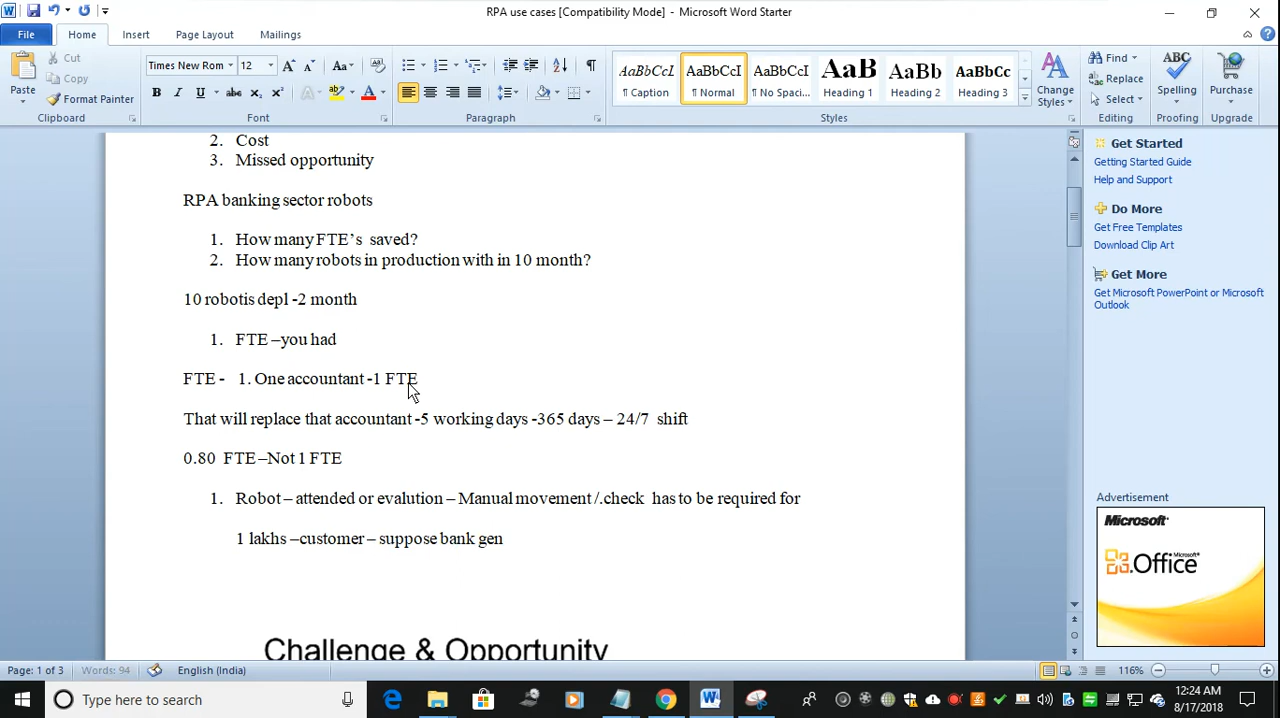 RPA use cases [Compatibility Mode] - Microsoft Word Starter
File Home Insert Page Layout Mailings
Cut
Copy
Format Painter
Paste
Clipboard
Times New Rom 12
Font
Paragraph
AaBbCcI ¶ Caption
AaBbCcI ¶ Normal
AaBbCcI ¶ No Spaci...
AaB Heading 1
AaBb Heading 2
AaBbCc Heading 3
Change Styles
Styles
Find
Replace
Select
Editing
Spelling
Proofing
Purchase
Upgrade
2. Cost
3. Missed opportunity
RPA banking sector robots
1. How many FTE’s saved?
2. How many robots in production with in 10 month?
10 robotis depl -2 month
1. FTE –you had
FTE - 1. One accountant -1 FTE
That will replace that accountant -5 working days -365 days – 24/7 shift
0.80 FTE –Not 1 FTE
1. Robot – attended or evalution – Manual movement /.check has to be required for
1 lakhs –customer – suppose bank gen
Challenge & Opportunity
Get Started
Getting Started Guide
Help and Support
Do More
Get Free Templates
Download Clip Art
Get More
Get Microsoft PowerPoint or Microsoft
Outlook
Advertisement
Microsoft
Microsoft
Office
Page: 1 of 3 Words: 94 English (India) 116%
Type here to search
12:24 AM
8/17/2018